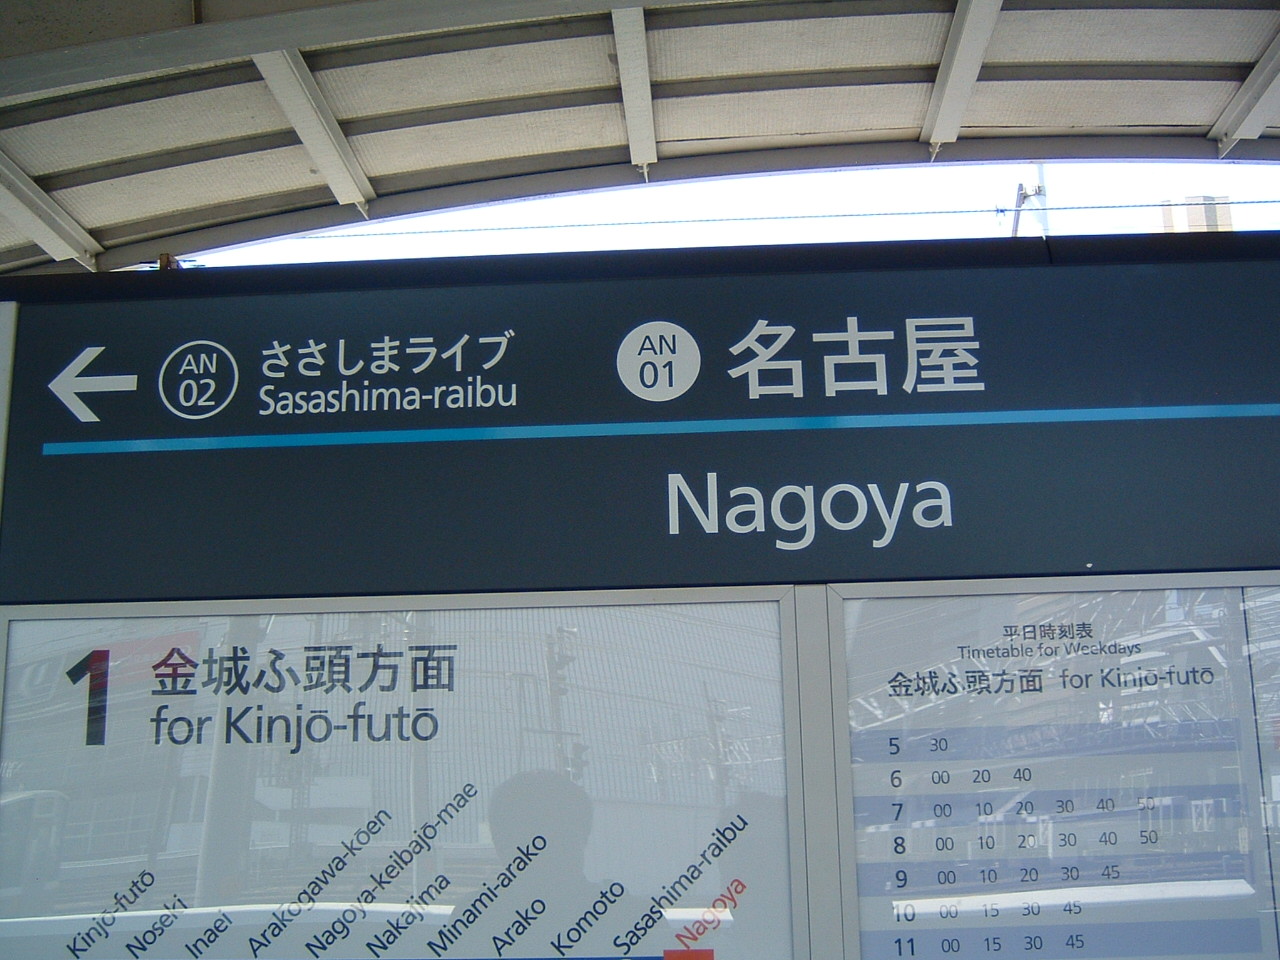 AN
02
ささしまライブ
Sasashima-raibu
AN
01
名古屋
Nagoya
1
金城ふ頭方面
for Kinjō-futō
Kinjō-futō
Noseki
Inaei
Arakogawa-kōen
Nagoya-keibajō-mae
Nakajima
Minami-arako
Arako
Komoto
Sasashima-raibu
Nagoya
平日時刻表
Timetable for Weekdays
金城ふ頭方面 for Kinjō-futō
5 30
6 00 20 40
7 00 10 20 30 40 50
8 00 10 20 30 40 50
9 00 10 20 30 45
10 00 15 30 45
11 00 15 30 45